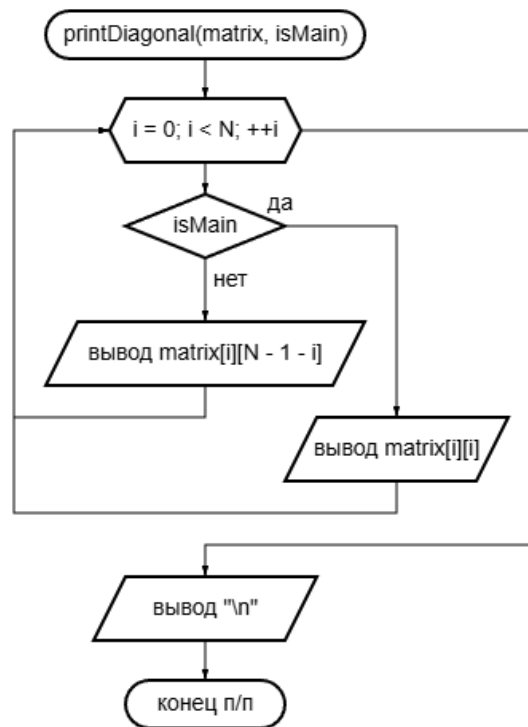 printDiagonal(matrix, isMain)
i = 0; i < N; ++i
да
isMain
нет
вывод matrix[i][N - 1 - i]
вывод matrix[i][i]
вывод "\n"
конец п/п